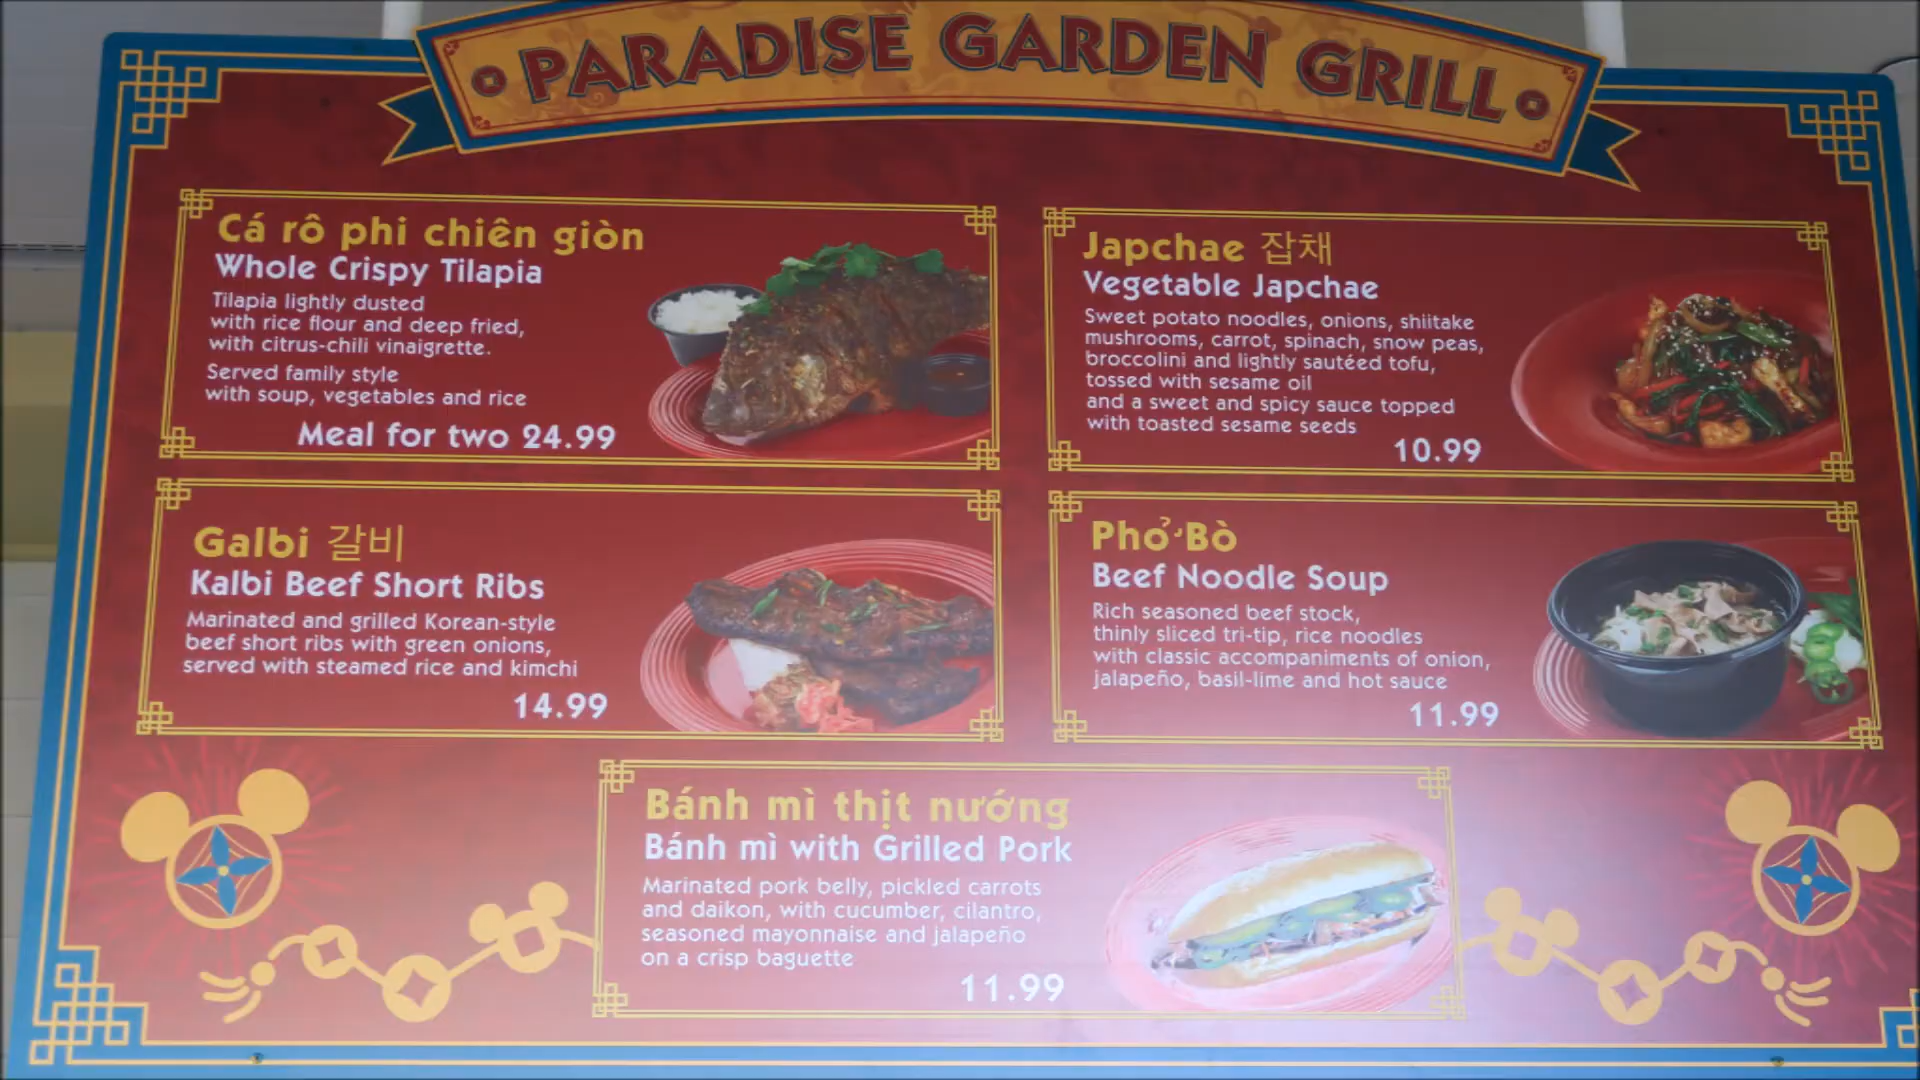 PARADISE GARDEN GRILL
Cá rô phi chiên giòn
Whole Crispy Tilapia
Tilapia lightly dusted
with rice flour and deep fried,
with citrus-chili vinaigrette.
Served family style
with soup, vegetables and rice
Meal for two 24.99
Japchae 잡채
Vegetable Japchae
Sweet potato noodles, onions, shiitake
mushrooms, carrot, spinach, snow peas,
broccolini and lightly sautéed tofu,
tossed with sesame oil
and a sweet and spicy sauce topped
with toasted sesame seeds
10.99
Galbi 갈비
Kalbi Beef Short Ribs
Marinated and grilled Korean-style
beef short ribs with green onions,
served with steamed rice and kimchi
14.99
Phở Bò
Beef Noodle Soup
Rich seasoned beef stock,
thinly sliced tri-tip, rice noodles
with classic accompaniments of onion,
jalapeño, basil-lime and hot sauce
11.99
Bánh mì thịt nướng
Bánh mì with Grilled Pork
Marinated pork belly, pickled carrots
and daikon, with cucumber, cilantro,
seasoned mayonnaise and jalapeño
on a crisp baguette
11.99